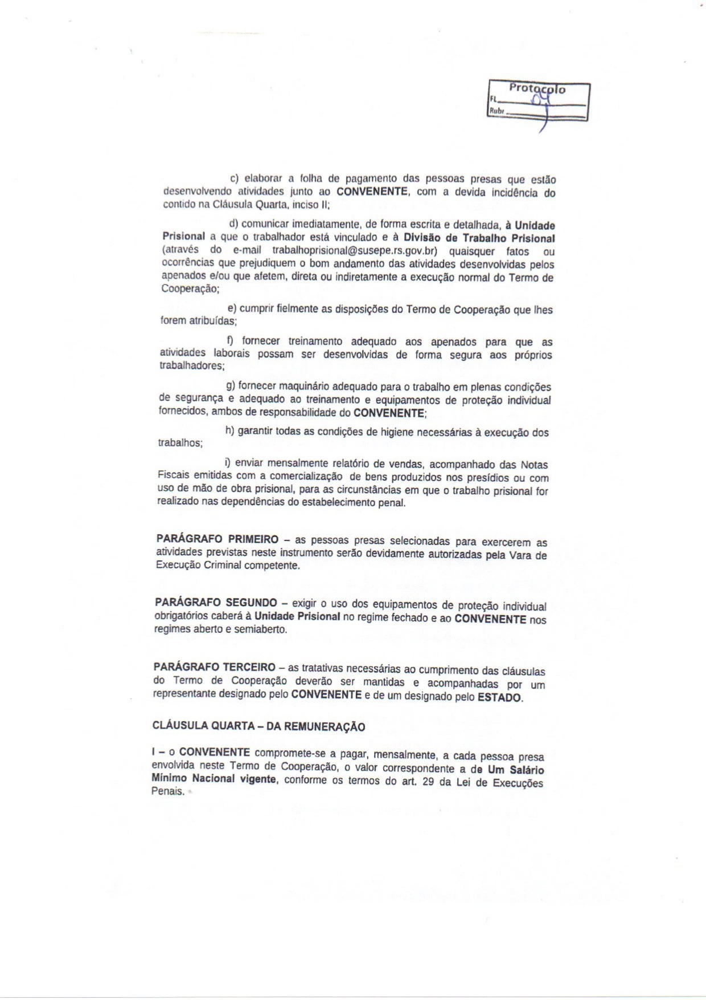 Protocolo
FL. 04
Rubr
c) elaborar a folha de pagamento das pessoas presas que estão
desenvolvendo atividades junto ao CONVENENTE, com a devida incidência do
contido na Cláusula Quarta, inciso II;
d) comunicar imediatamente, de forma escrita e detalhada, à Unidade
Prisional a que o trabalhador está vinculado e à Divisão de Trabalho Prisional
(através do e-mail trabalhoprisional@susepe.rs.gov.br) quaisquer fatos ou
ocorrências que prejudiquem o bom andamento das atividades desenvolvidas pelos
apenados e/ou que afetem, direta ou indiretamente a execução normal do Termo de
Cooperação;
e) cumprir fielmente as disposições do Termo de Cooperação que lhes
forem atribuídas;
f) fornecer treinamento adequado aos apenados para que as
atividades laborais possam ser desenvolvidas de forma segura aos próprios
trabalhadores;
g) fornecer maquinário adequado para o trabalho em plenas condições
de segurança e adequado ao treinamento e equipamentos de proteção individual
fornecidos, ambos de responsabilidade do CONVENENTE;
h) garantir todas as condições de higiene necessárias à execução dos
trabalhos;
i) enviar mensalmente relatório de vendas, acompanhado das Notas
Fiscais emitidas com a comercialização de bens produzidos nos presídios ou com
uso de mão de obra prisional, para as circunstâncias em que o trabalho prisional for
realizado nas dependências do estabelecimento penal.
PARÁGRAFO PRIMEIRO – as pessoas presas selecionadas para exercerem as
atividades previstas neste instrumento serão devidamente autorizadas pela Vara de
Execução Criminal competente.
PARÁGRAFO SEGUNDO – exigir o uso dos equipamentos de proteção individual
obrigatórios caberá à Unidade Prisional no regime fechado e ao CONVENENTE nos
regimes aberto e semiaberto.
PARÁGRAFO TERCEIRO – as tratativas necessárias ao cumprimento das cláusulas
do Termo de Cooperação deverão ser mantidas e acompanhadas por um
representante designado pelo CONVENENTE e de um designado pelo ESTADO.
CLÁUSULA QUARTA – DA REMUNERAÇÃO
I – o CONVENENTE compromete-se a pagar, mensalmente, a cada pessoa presa
envolvida neste Termo de Cooperação, o valor correspondente a de Um Salário
Mínimo Nacional vigente, conforme os termos do art. 29 da Lei de Execuções
Penais.